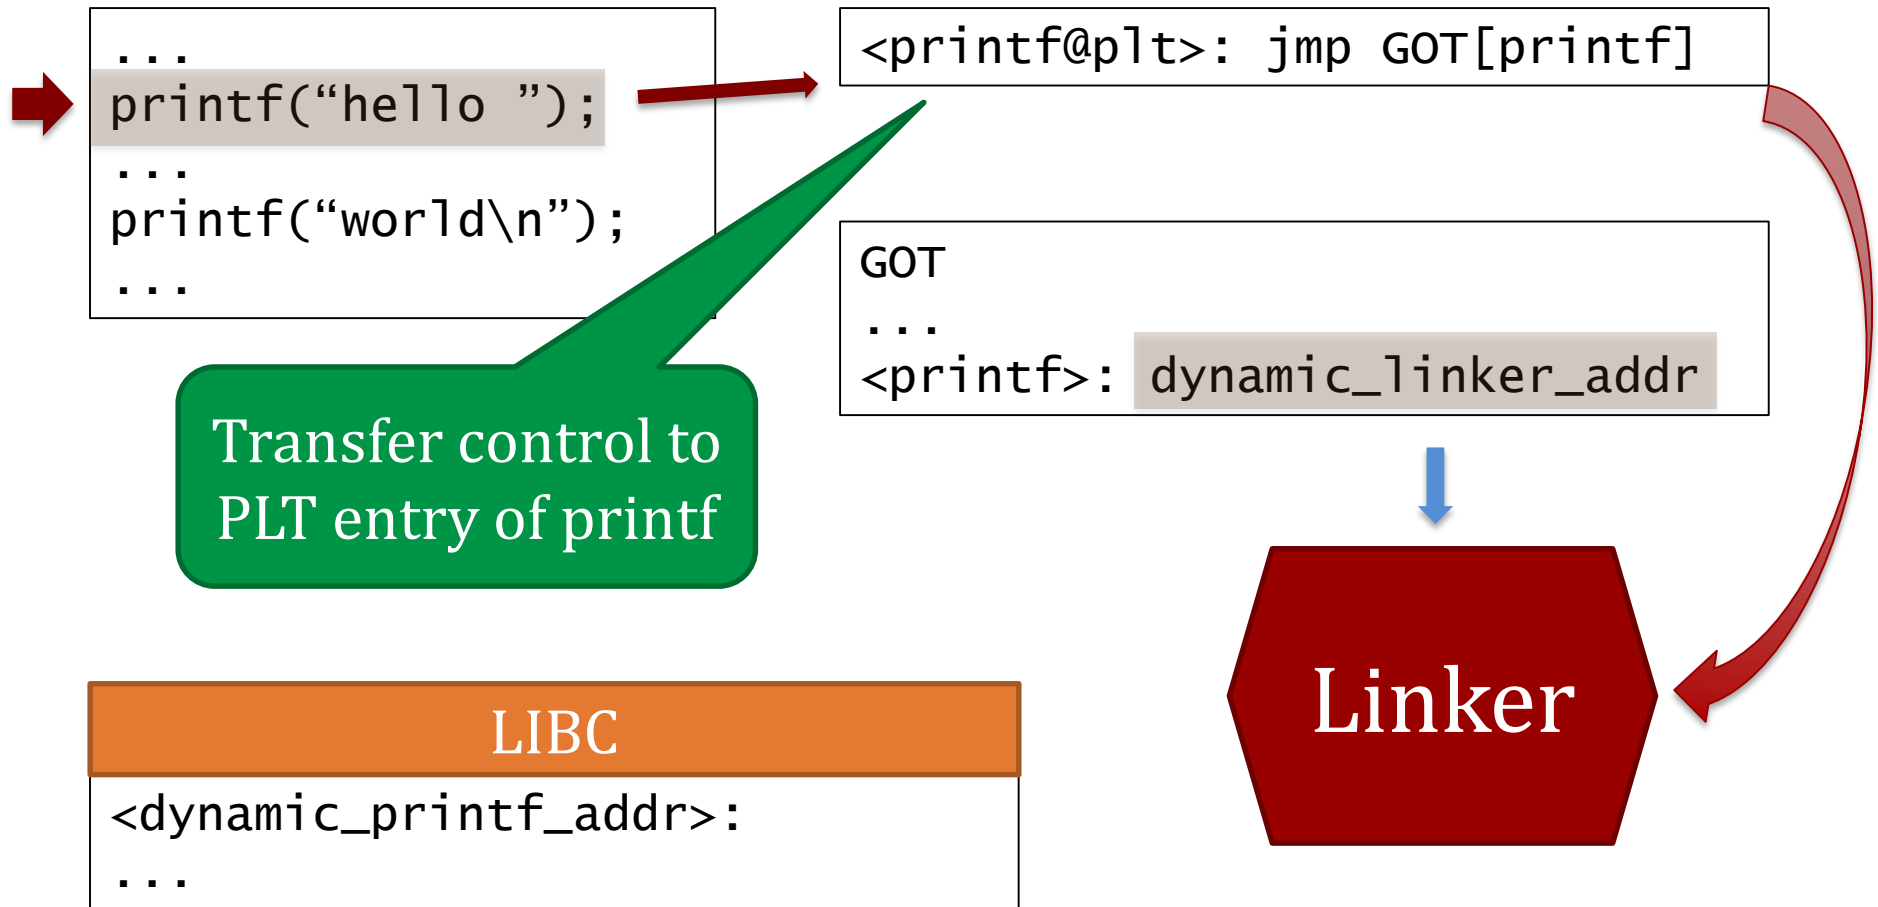 ...
printf(“hello ”);
...
printf(“world\n”);
...
<printf@plt>: jmp GOT[printf]
GOT
...
<printf>: dynamic_linker_addr
Transfer control to
PLT entry of printf
Linker
LIBC
<dynamic_printf_addr>:
...